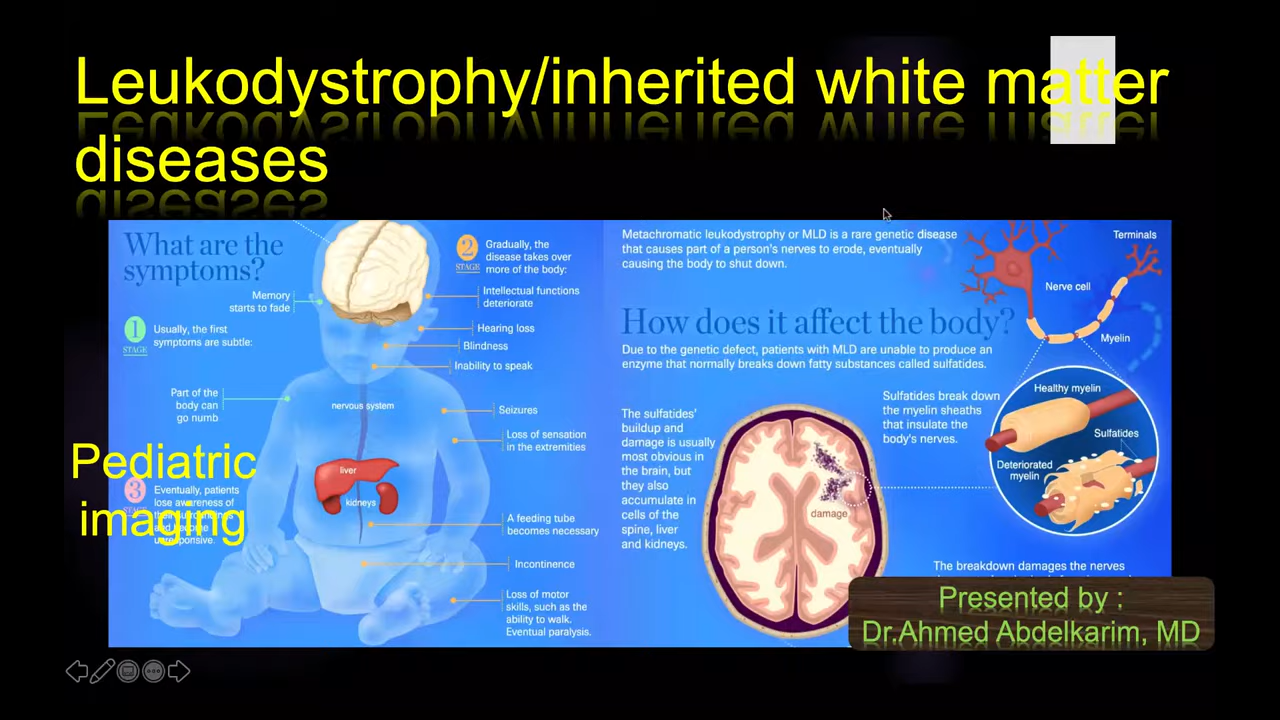 Leukodystrophy/inherited white matter
diseases
What are the
symptoms?
Memory
starts to fade
1
STAGE
Usually, the first
symptoms are subtle:
Part of the
body can
go numb
3
Eventually, patients
lose awareness of
unresponsive.
Pediatric
imaging
2
STAGE
Gradually, the
disease takes over
more of the body:
Intellectual functions
deteriorate
Hearing loss
Blindness
Inability to speak
nervous system
Seizures
Loss of sensation
in the extremities
liver
kidneys
A feeding tube
becomes necessary
Incontinence
Loss of motor
skills, such as the
ability to walk.
Eventual paralysis.
Metachromatic leukodystrophy or MLD is a rare genetic disease
that causes part of a person's nerves to erode, eventually
causing the body to shut down.
How does it affect the body?
Due to the genetic defect, patients with MLD are unable to produce an
enzyme that normally breaks down fatty substances called sulfatides.
The sulfatides'
buildup and
damage is usually
most obvious in
the brain, but
they also
accumulate in
cells of the
spine, liver
and kidneys.
damage
Sulfatides break down
the myelin sheaths
that insulate the
body's nerves.
Terminals
Nerve cell
Myelin
Healthy myelin
Sulfatides
Deteriorated
myelin
The breakdown damages the nerves
Presented by :
Dr.Ahmed Abdelkarim, MD